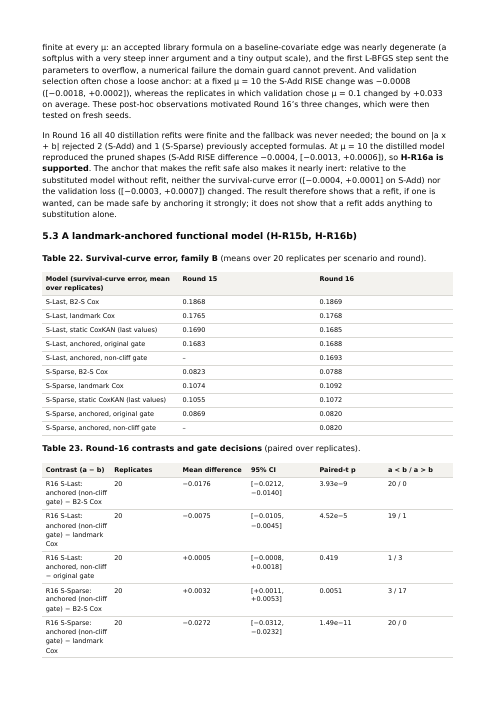 finite at every μ: an accepted library formula on a baseline-covariate edge was nearly degenerate (a
softplus with a very steep inner argument and a tiny output scale), and the first L-BFGS step sent the
parameters to overflow, a numerical failure the domain guard cannot prevent. And validation
selection often chose a loose anchor: at a fixed μ = 10 the S-Add RISE change was −0.0008
([−0.0018, +0.0002]), whereas the replicates in which validation chose μ = 0.1 changed by +0.033
on average. These post-hoc observations motivated Round 16's three changes, which were then
tested on fresh seeds.
In Round 16 all 40 distillation refits were finite and the fallback was never needed; the bound on |a x
+ b| rejected 2 (S-Add) and 1 (S-Sparse) previously accepted formulas. At μ = 10 the distilled model
reproduced the pruned shapes (S-Add RISE difference −0.0004, [−0.0013, +0.0006]), so H-R16a is
supported. The anchor that makes the refit safe also makes it nearly inert: relative to the
substituted model without refit, neither the survival-curve error ([−0.0004, +0.0001] on S-Add) nor
the validation loss ([−0.0003, +0.0007]) changed. The result therefore shows that a refit, if one is
wanted, can be made safe by anchoring it strongly; it does not show that a refit adds anything to
substitution alone.
5.3 A landmark-anchored functional model (H-R15b, H-R16b)
Table 22. Survival-curve error, family B (means over 20 replicates per scenario and round).
Model (survival-curve error, mean over replicates) Round 15 Round 16
S-Last, B2-S Cox 0.1868 0.1869
S-Last, landmark Cox 0.1765 0.1768
S-Last, static CoxKAN (last values) 0.1690 0.1685
S-Last, anchored, original gate 0.1683 0.1688
S-Last, anchored, non-cliff gate – 0.1693
S-Sparse, B2-S Cox 0.0823 0.0788
S-Sparse, landmark Cox 0.1074 0.1092
S-Sparse, static CoxKAN (last values) 0.1055 0.1072
S-Sparse, anchored, original gate 0.0869 0.0820
S-Sparse, anchored, non-cliff gate – 0.0820
Table 23. Round-16 contrasts and gate decisions (paired over replicates).
Contrast (a − b) Replicates Mean difference 95% CI Paired-t p a < b / a > b
R16 S-Last: anchored (non-cliff gate) − B2-S Cox 20 −0.0176 [−0.0212, −0.0140] 3.93e−9 20 / 0
R16 S-Last: anchored (non-cliff gate) − landmark Cox 20 −0.0075 [−0.0105, −0.0045] 4.52e−5 19 / 1
R16 S-Last: anchored, non-cliff − original gate 20 +0.0005 [−0.0008, +0.0018] 0.419 1 / 3
R16 S-Sparse: anchored (non-cliff gate) − B2-S Cox 20 +0.0032 [+0.0011, +0.0053] 0.0051 3 / 17
R16 S-Sparse: anchored (non-cliff gate) − landmark Cox 20 −0.0272 [−0.0312, −0.0232] 1.49e−11 20 / 0